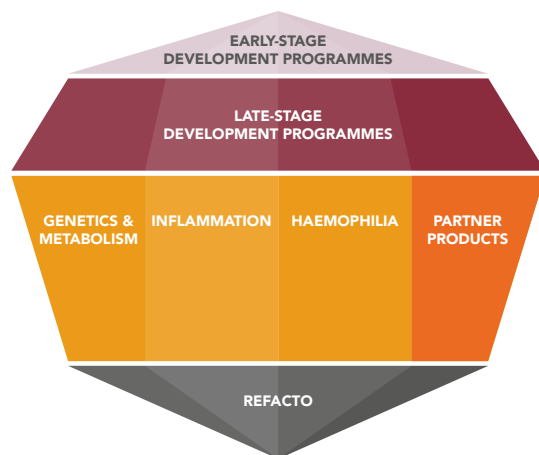 EARLY-STAGE
DEVELOPMENT PROGRAMMES
LATE-STAGE
DEVELOPMENT PROGRAMMES
GENETICS &
METABOLISM
INFLAMMATION
HAEMOPHILIA
PARTNER
PRODUCTS
REFACTO